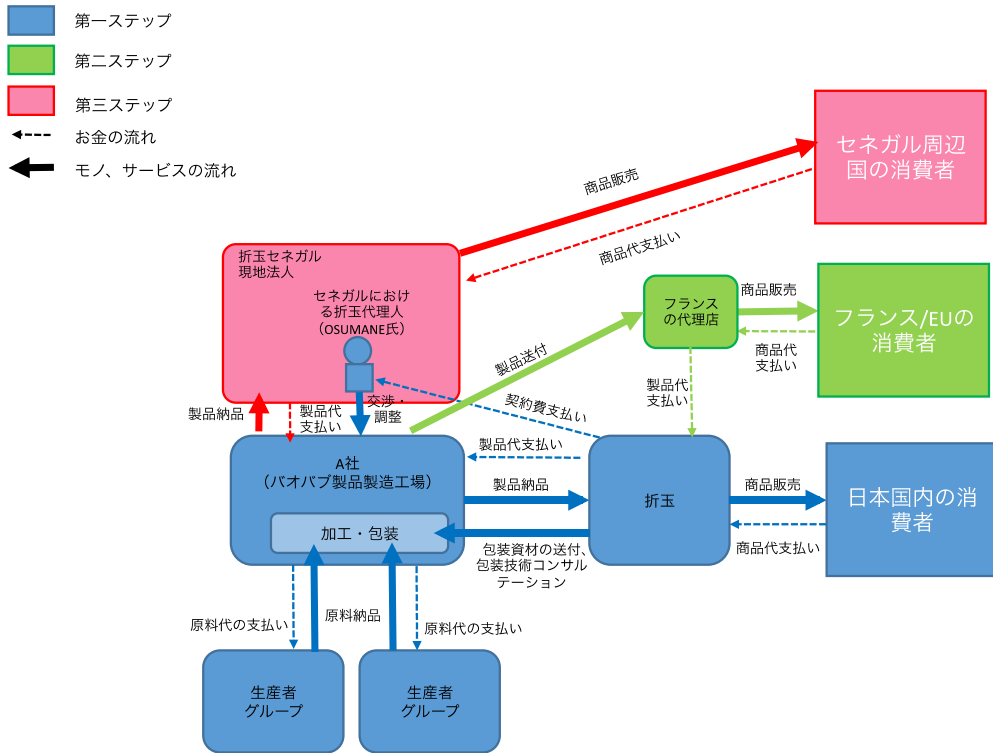 第一ステップ
第二ステップ
第三ステップ
お金の流れ
モノ、サービスの流れ
セネガル周辺
国の消費者
商品販売
商品代支払い
折玉セネガル
現地法人
セネガルにおけ
る折玉代理人
（OSUMANE氏）
フランス
の代理店
商品販売
フランス/EUの
消費者
商品代
支払い
製品送付
製品代
支払い
契約費支払い
交渉・
調整
製品納品
製品代
支払い
製品代支払い
A社
（バオバブ製品製造工場）
加工・包装
製品納品
折玉
商品販売
日本国内の消
費者
商品代支払い
包装資材の送付、
包装技術コンサル
テーション
原料代の支払い
原料納品
原料代の支払い
生産者
グループ
生産者
グループ